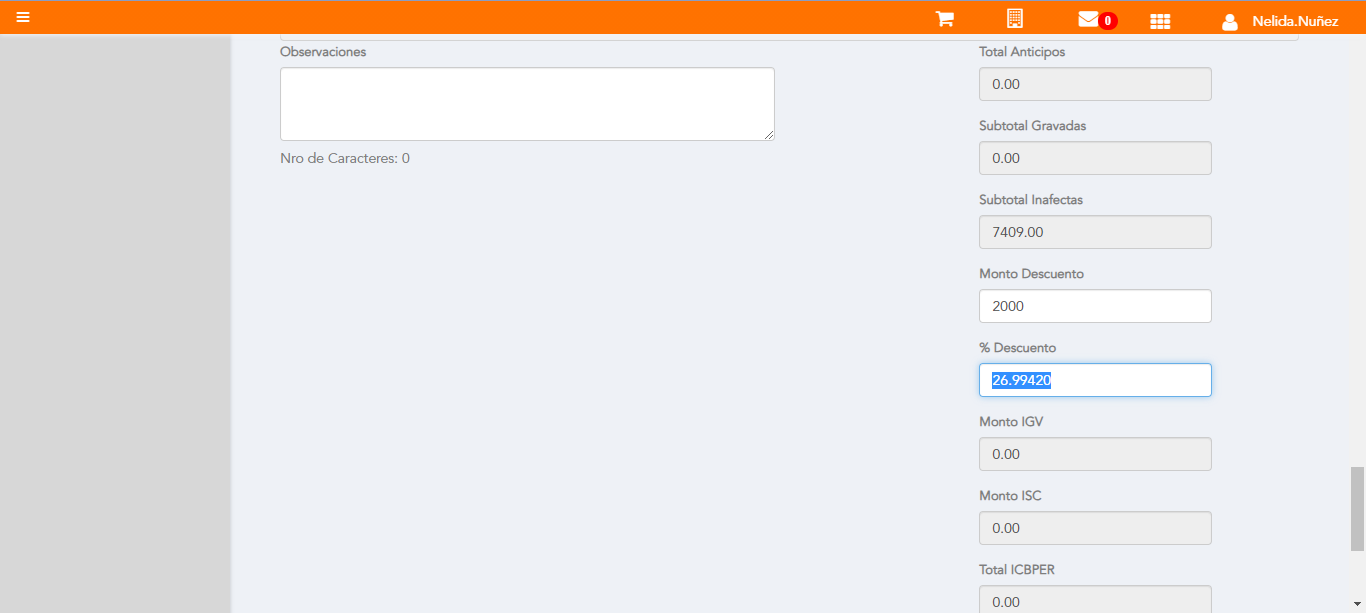 0
Nelida.Nuñez
Observaciones
Nro de Caracteres: 0
Total Anticipos
0.00
Subtotal Gravadas
0.00
Subtotal Inafectas
7409.00
Monto Descuento
2000
% Descuento
26.99420
Monto IGV
0.00
Monto ISC
0.00
Total ICBPER
0.00